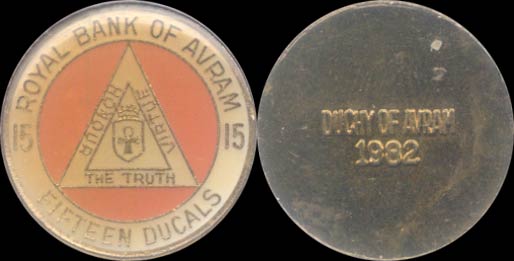 ROYAL BANK OF AVRAM
15
15
HONOUR
VIRTUE
THE TRUTH
FIFTEEN DUCALS
DUCHY OF AVRAM
1982